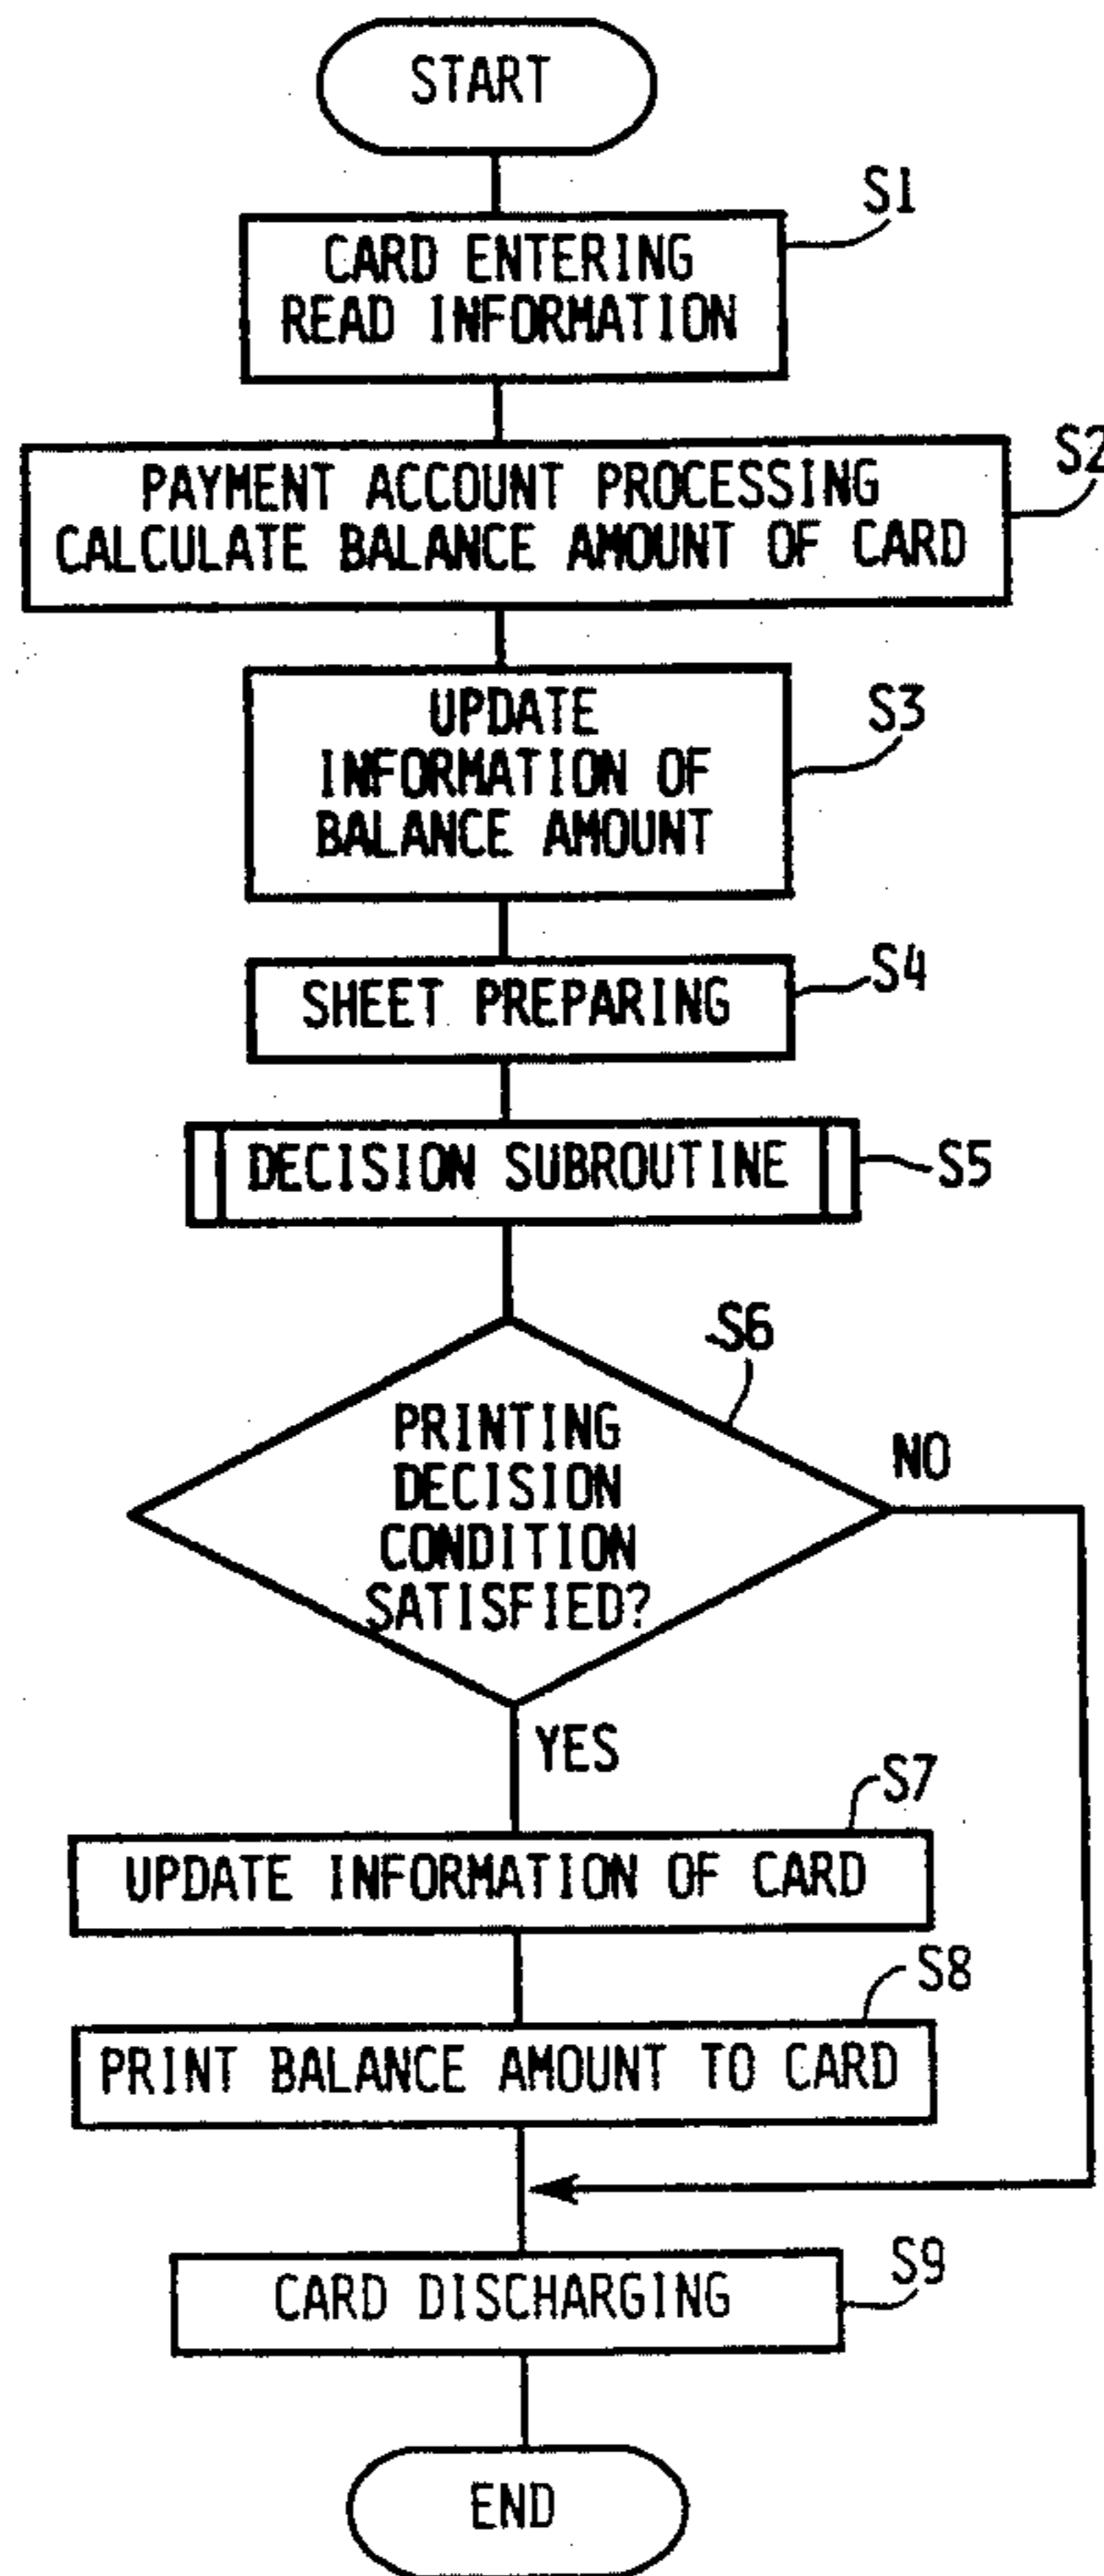 START
S1
CARD ENTERING
READ INFORMATION
S2
PAYMENT ACCOUNT PROCESSING
CALCULATE BALANCE AMOUNT OF CARD
S3
UPDATE
INFORMATION OF
BALANCE AMOUNT
S4
SHEET PREPARING
DECISION SUBROUTINE
S5
S6
PRINTING
DECISION
CONDITION
SATISFIED?
NO
YES
S7
UPDATE INFORMATION OF CARD
S8
PRINT BALANCE AMOUNT TO CARD
S9
CARD DISCHARGING
END